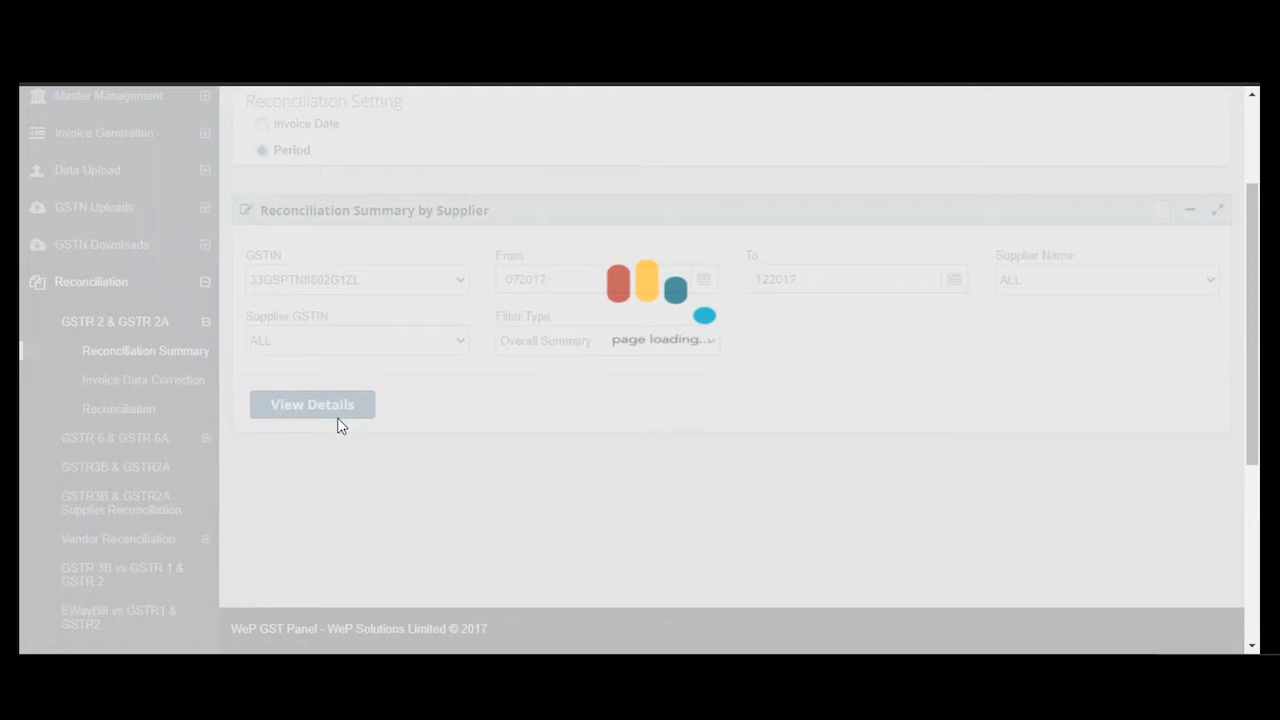 Master Management
Invoice Generation
Data Upload
GSTN Uploads
GSTN Downloads
Reconciliation
GSTR 2 & GSTR 2A
Reconciliation Summary
Invoice Data Correction
Reconciliation
GSTR 6 & GSTR 6A
GSTR3B & GSTR2A
GSTR3B & GSTR2A
Supplier Reconciliation
Vendor Reconciliation
GSTR 3B vs GSTR 1 &
GSTR 2
EWayBill vs GSTR1 &
GSTR2
Reconciliation Setting
Invoice Date
Period
Reconciliation Summary by Supplier
GSTIN
From
To
Supplier Name
33GSPTN0802G1ZL
072017
122017
ALL
Supplier GSTIN
Filter Type
ALL
Overall Summary
page loading...
View Details
WeP GST Panel - WeP Solutions Limited © 2017